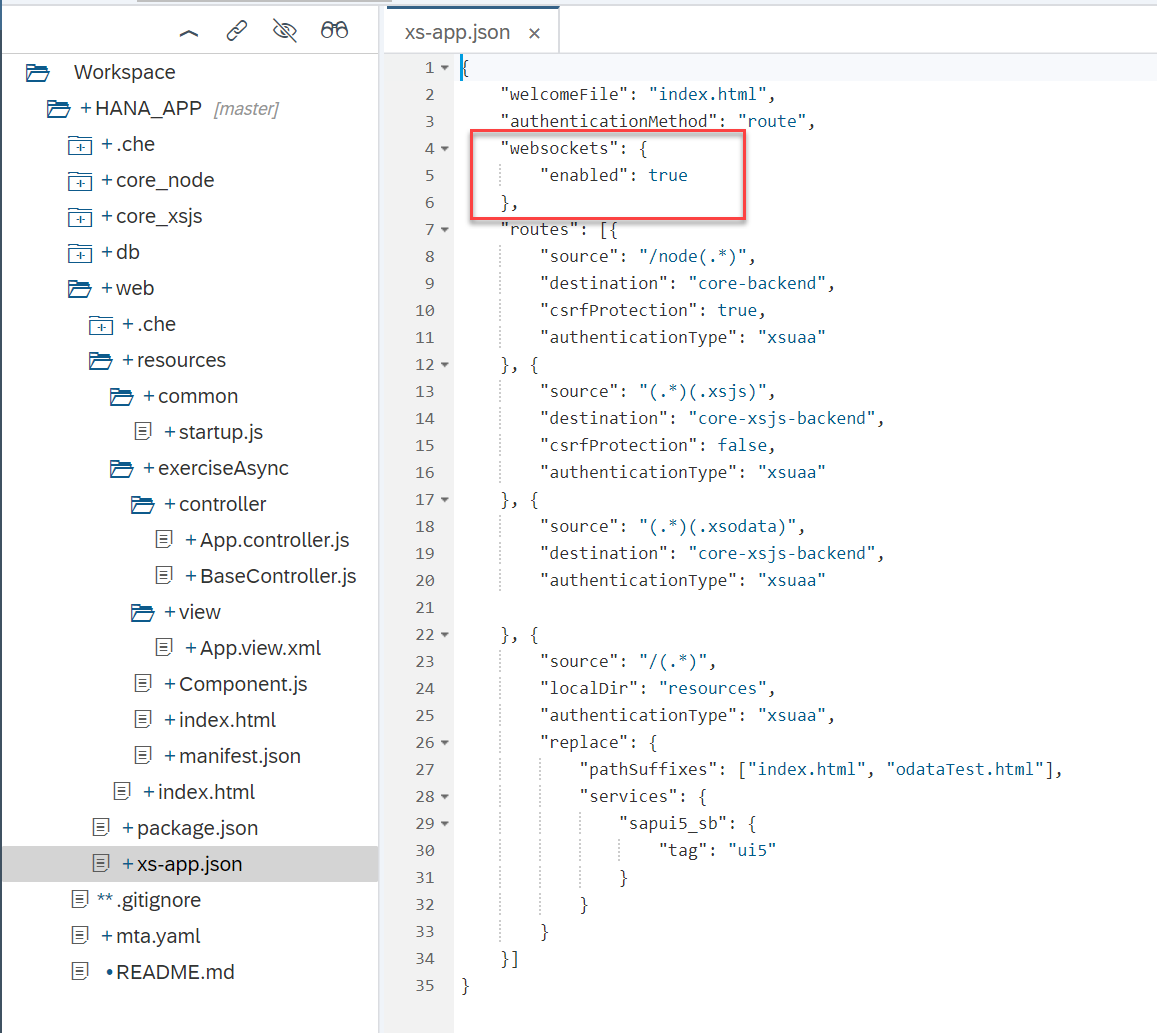 Workspace
+HANA_APP [master]
+.che
+core_node
+core_xsjs
+db
+web
+.che
+resources
+common
+startup.js
+exerciseAsync
+controller
+App.controller.js
+BaseController.js
+view
+App.view.xml
+Component.js
+index.html
+manifest.json
+index.html
+package.json
+xs-app.json
** .gitignore
+mta.yaml
•README.md
xs-app.json ×
1 {
2 "welcomeFile": "index.html",
3 "authenticationMethod": "route",
4 "websockets": {
5 "enabled": true
6 },
7 "routes": [{
8 "source": "/node(.*)",
9 "destination": "core-backend",
10 "csrfProtection": true,
11 "authenticationType": "xsuaa"
12 }, {
13 "source": "(.*)(.xsjs)",
14 "destination": "core-xsjs-backend",
15 "csrfProtection": false,
16 "authenticationType": "xsuaa"
17 }, {
18 "source": "(.*)(.xsodata)",
19 "destination": "core-xsjs-backend",
20 "authenticationType": "xsuaa"
21
22 }, {
23 "source": "/(.*)",
24 "localDir": "resources",
25 "authenticationType": "xsuaa",
26 "replace": {
27 "pathSuffixes": ["index.html", "odataTest.html"],
28 "services": {
29 "sapui5_sb": {
30 "tag": "ui5"
31 }
32 }
33 }
34 }]
35 }